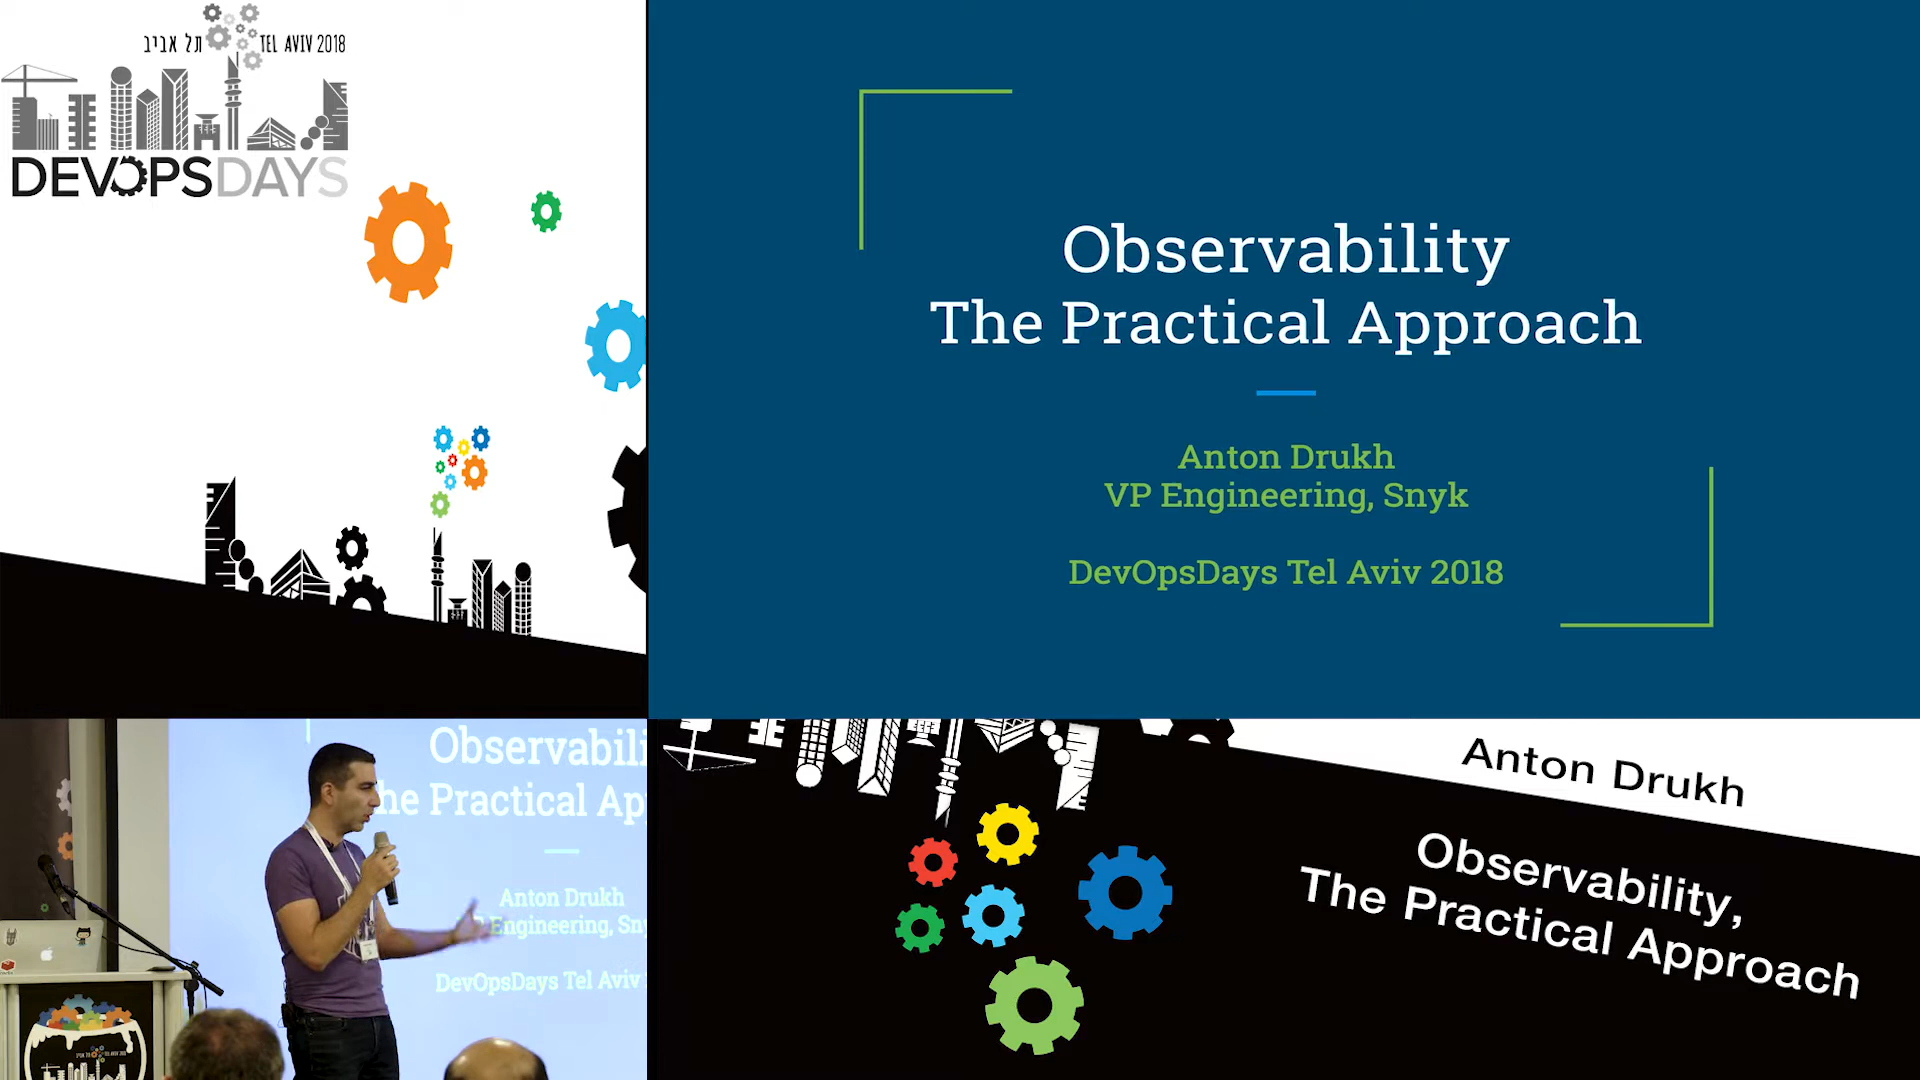 תל אביב TEL AVIV 2018
DEVOPSDAYS
Observability
The Practical Approach
Anton Drukh
VP Engineering, Snyk
DevOpsDays Tel Aviv 2018
Observabili
he Practical Ap
Anton Drukh
Engineering, Sny
DevOpsDays Tel Aviv
Anton Drukh
Observability,
The Practical Approach